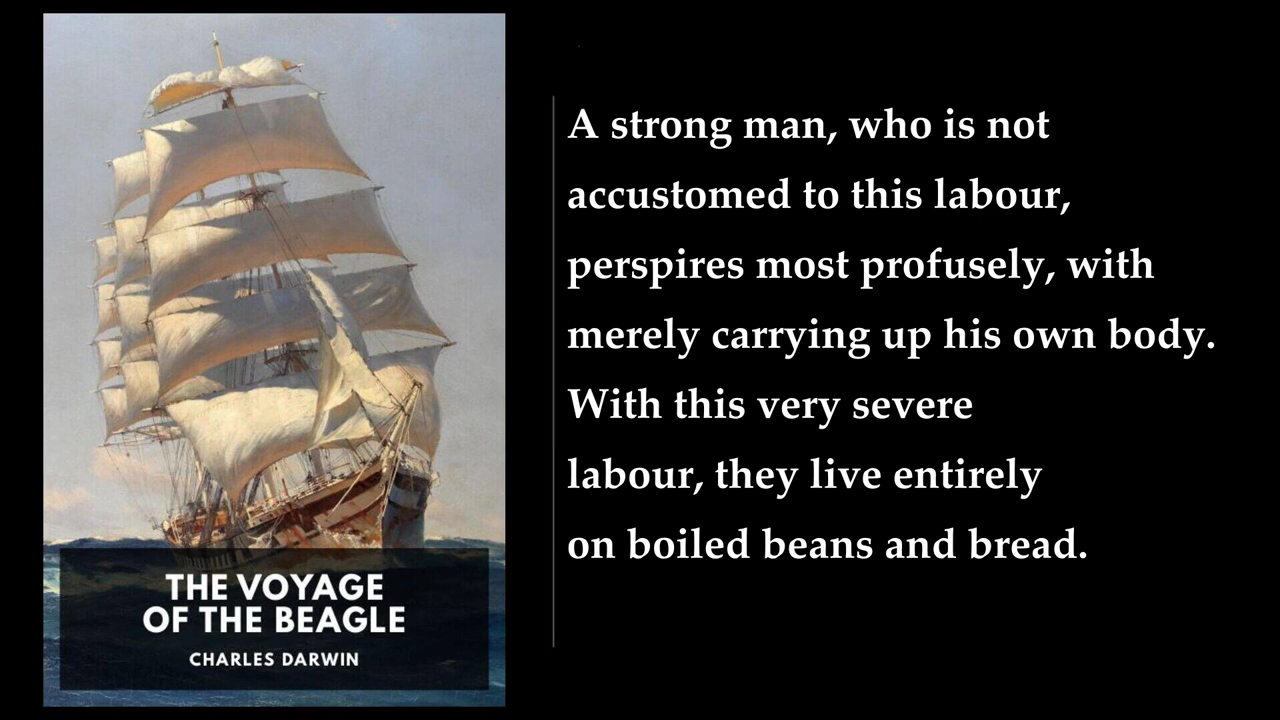 THE VOYAGE
OF THE BEAGLE
CHARLES DARWIN
A strong man, who is not
accustomed to this labour,
perspires most profusely, with
merely carrying up his own body.
With this very severe
labour, they live entirely
on boiled beans and bread.